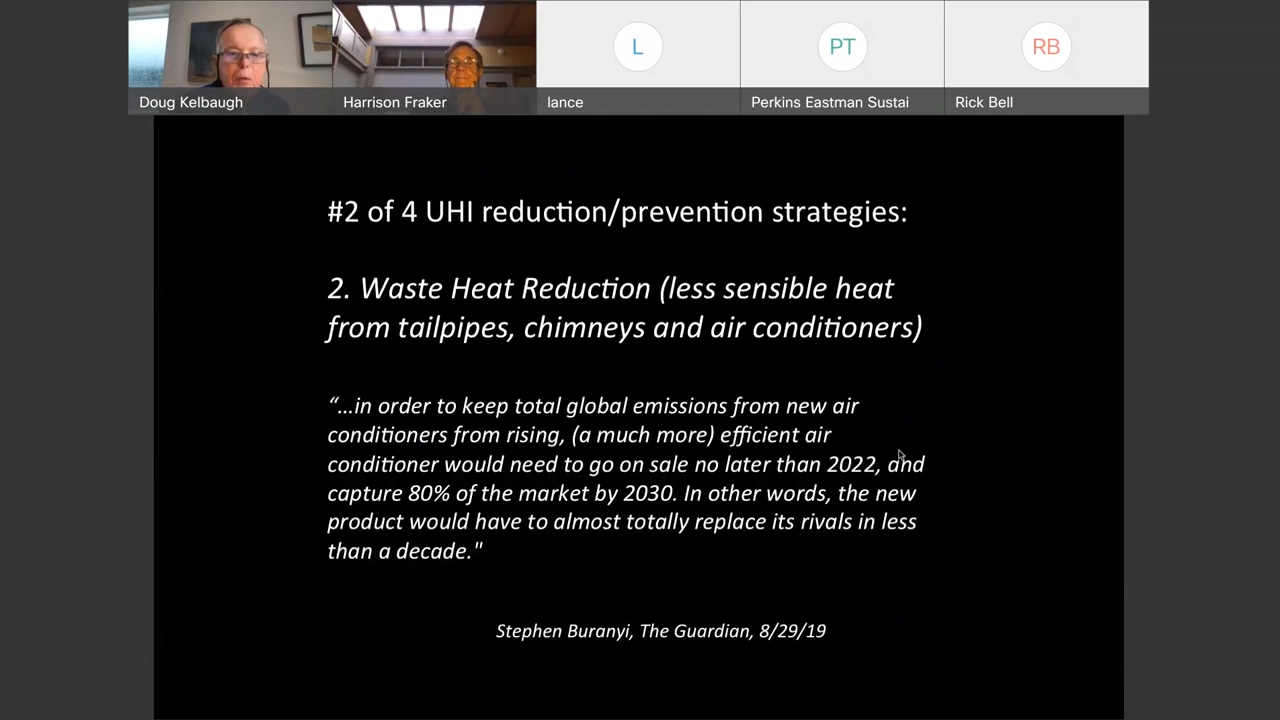 L
PT
RB
Doug Kelbaugh
Harrison Fraker
lance
Perkins Eastman Sustai
Rick Bell
#2 of 4 UHI reduction/prevention strategies:
2. Waste Heat Reduction (less sensible heat
from tailpipes, chimneys and air conditioners)
“…in order to keep total global emissions from new air
conditioners from rising, (a much more) efficient air
conditioner would need to go on sale no later than 2022, and
capture 80% of the market by 2030. In other words, the new
product would have to almost totally replace its rivals in less
than a decade."
Stephen Buranyi, The Guardian, 8/29/19